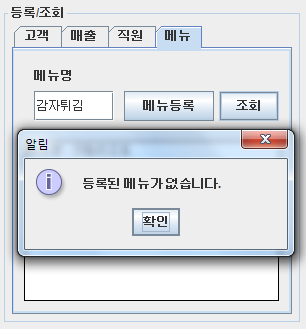 등록/조회
고객 매출 직원 메뉴
메뉴명
감자튀김 메뉴등록 조회
알림
등록된 메뉴가 없습니다.
확인